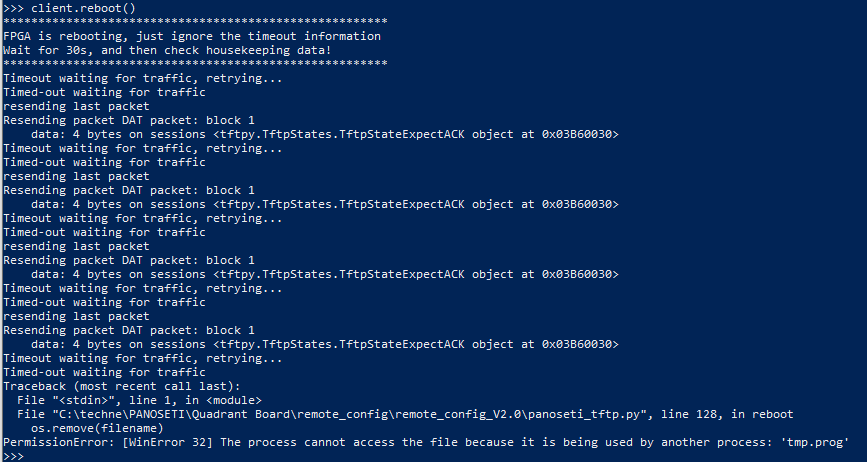 >>> client.reboot()
*******************************************************
FPGA is rebooting, just ignore the timeout information
Wait for 30s, and then check housekeeping data!
*******************************************************
Timeout waiting for traffic, retrying...
Timed-out waiting for traffic
resending last packet
Resending packet DAT packet: block 1
    data: 4 bytes on sessions <tftpy.TftpStates.TftpStateExpectACK object at 0x03B60030>
Timeout waiting for traffic, retrying...
Timed-out waiting for traffic
resending last packet
Resending packet DAT packet: block 1
    data: 4 bytes on sessions <tftpy.TftpStates.TftpStateExpectACK object at 0x03B60030>
Timeout waiting for traffic, retrying...
Timed-out waiting for traffic
resending last packet
Resending packet DAT packet: block 1
    data: 4 bytes on sessions <tftpy.TftpStates.TftpStateExpectACK object at 0x03B60030>
Timeout waiting for traffic, retrying...
Timed-out waiting for traffic
resending last packet
Resending packet DAT packet: block 1
    data: 4 bytes on sessions <tftpy.TftpStates.TftpStateExpectACK object at 0x03B60030>
Timeout waiting for traffic, retrying...
Timed-out waiting for traffic
Traceback (most recent call last):
  File "<stdin>", line 1, in <module>
  File "C:\techne\PANOSETI\Quadrant Board\remote_config\remote_config_V2.0\panoseti_tftp.py", line 128, in reboot
    os.remove(filename)
PermissionError: [WinError 32] The process cannot access the file because it is being used by another process: 'tmp.prog'
>>>